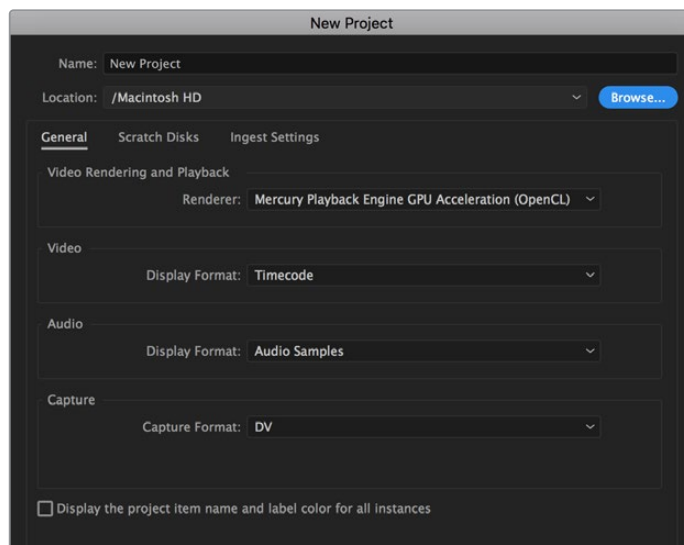 New Project
Name: New Project
Location: /Macintosh HD Browse...
General Scratch Disks Ingest Settings
Video Rendering and Playback
Renderer: Mercury Playback Engine GPU Acceleration (OpenCL)
Video
Display Format: Timecode
Audio
Display Format: Audio Samples
Capture
Capture Format: DV
Display the project item name and label color for all instances